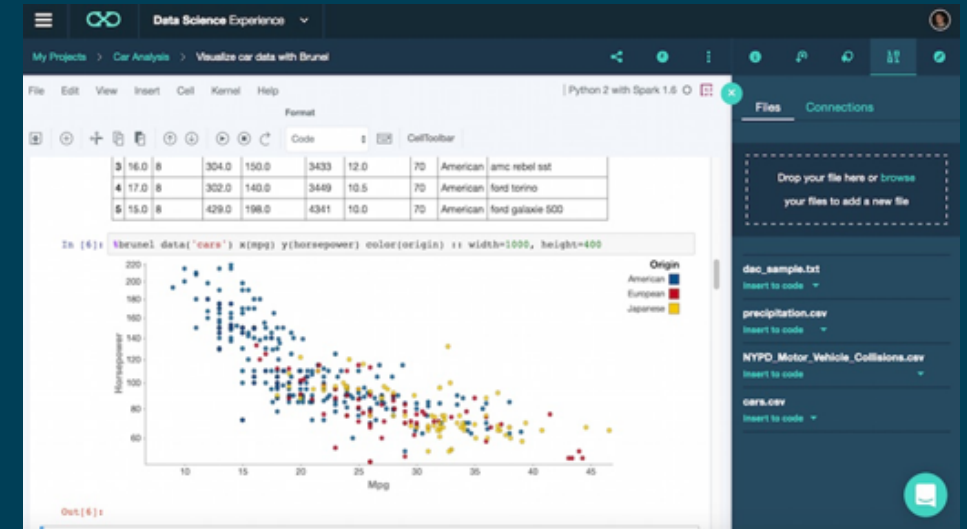 Data Science Experience
My Projects > Car Analysis > Visualize car data with Brunel
File Edit View Insert Cell Kernel Help
Python 2 with Spark 1.6
Format
Code
CellToolbar
3 16.0 8 304.0 150.0 3433 12.0 70 American amc rebel sst
4 17.0 8 302.0 140.0 3449 10.5 70 American ford torino
5 15.0 8 429.0 198.0 4341 10.0 70 American ford galaxie 500
In [6]: %brunel data('cars') x(mpg) y(horsepower) color(origin) :: width=1000, height=400
Origin
American
European
Japanese
Horsepower
220
200
180
160
140
120
100
80
60
10 15 20 25 30 35 40 45
Mpg
Out[6]:
Files Connections
Drop your file here or browse
your files to add a new file
dac_sample.txt
Insert to code
precipitation.csv
Insert to code
NYPD_Motor_Vehicle_Collisions.csv
Insert to code
cars.csv
Insert to code